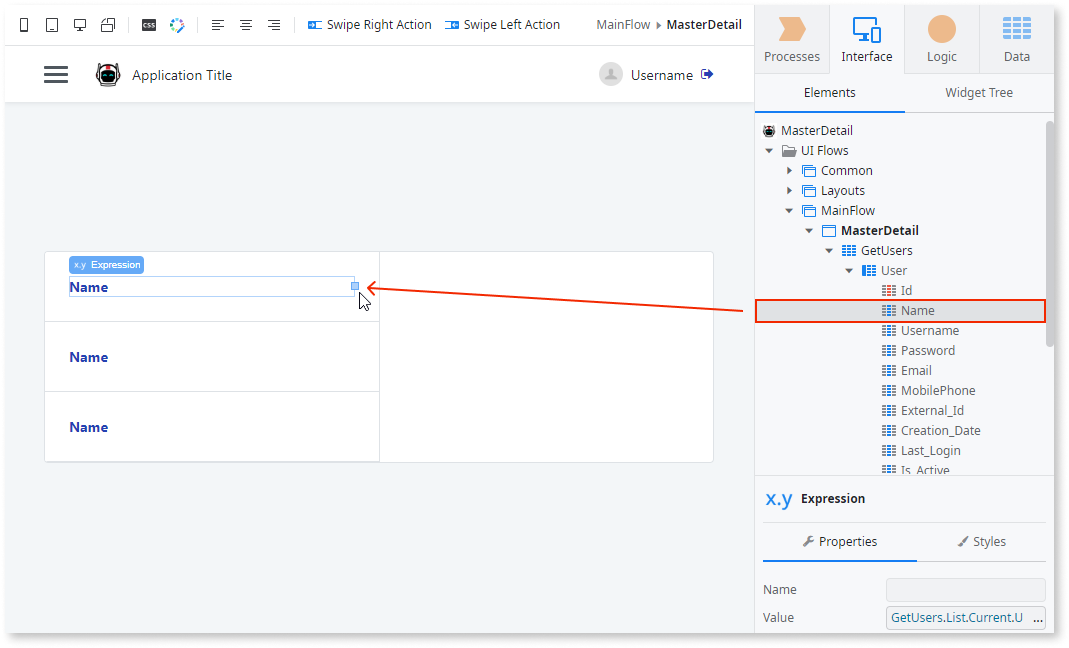 CSS
Swipe Right Action
Swipe Left Action
MainFlow
MasterDetail
Application Title
Username
x.y Expression
Name
Name
Name
Processes
Interface
Logic
Data
Elements
Widget Tree
MasterDetail
UI Flows
Common
Layouts
MainFlow
MasterDetail
GetUsers
User
Id
Name
Username
Password
Email
MobilePhone
External_Id
Creation_Date
Last_Login
Is_Active
x.y Expression
Properties
Styles
Name
Value
GetUsers.List.Current.U ...